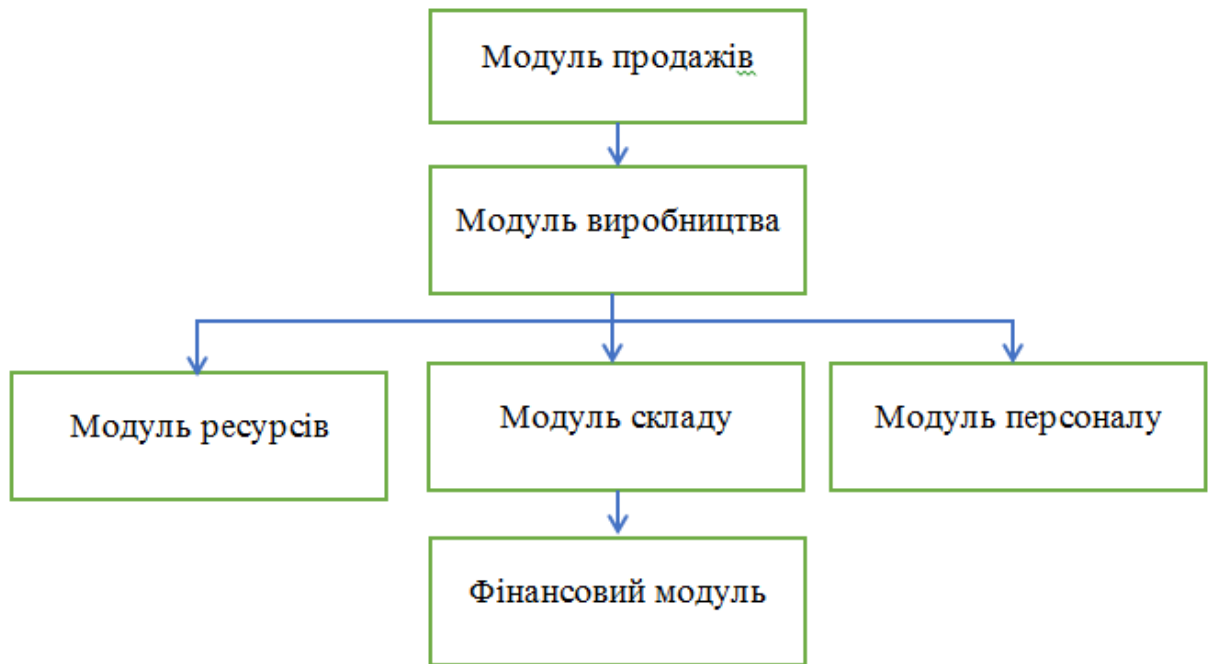 Модуль продажів
Модуль виробництва
Модуль ресурсів
Модуль складу
Модуль персоналу
Фінансовий модуль